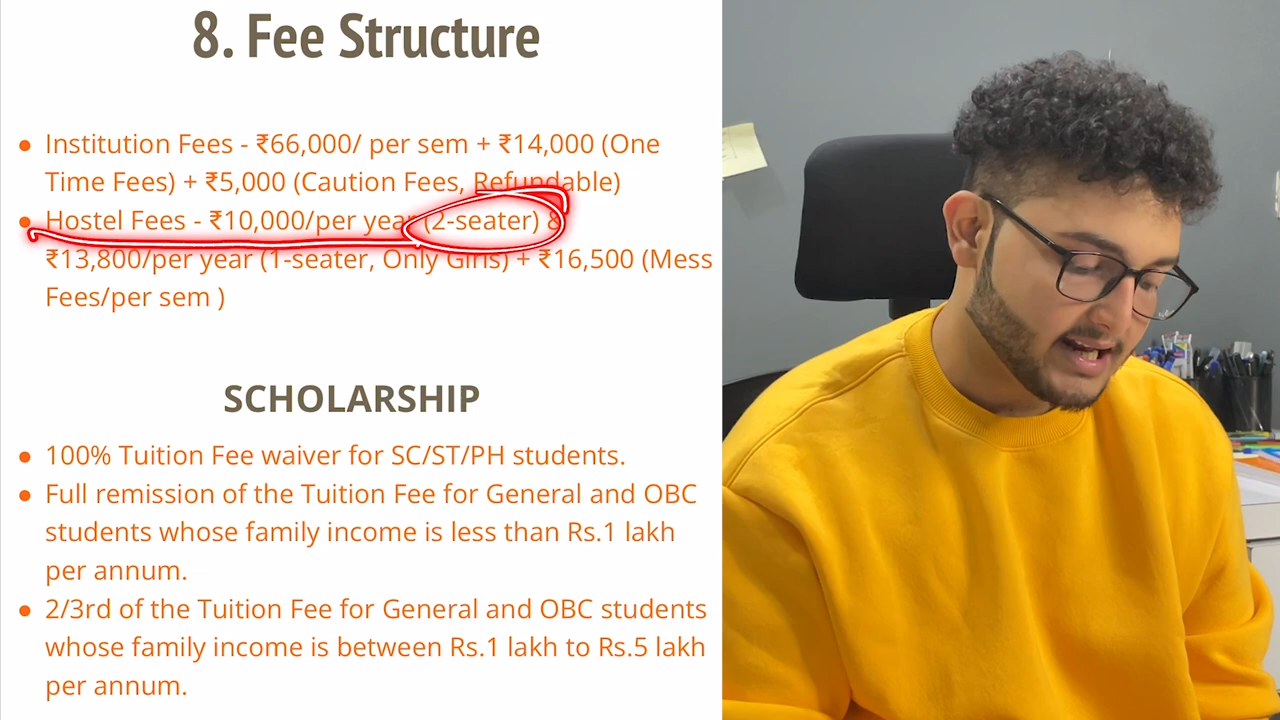 8. Fee Structure
● Institution Fees - ₹66,000/ per sem + ₹14,000 (One
Time Fees) + ₹5,000 (Caution Fees, Refundable)
● Hostel Fees - ₹10,000/per year (2-seater) &
₹13,800/per year (1-seater, Only Girls) + ₹16,500 (Mess
Fees/per sem )
SCHOLARSHIP
● 100% Tuition Fee waiver for SC/ST/PH students.
● Full remission of the Tuition Fee for General and OBC
students whose family income is less than Rs.1 lakh
per annum.
● 2/3rd of the Tuition Fee for General and OBC students
whose family income is between Rs.1 lakh to Rs.5 lakh
per annum.